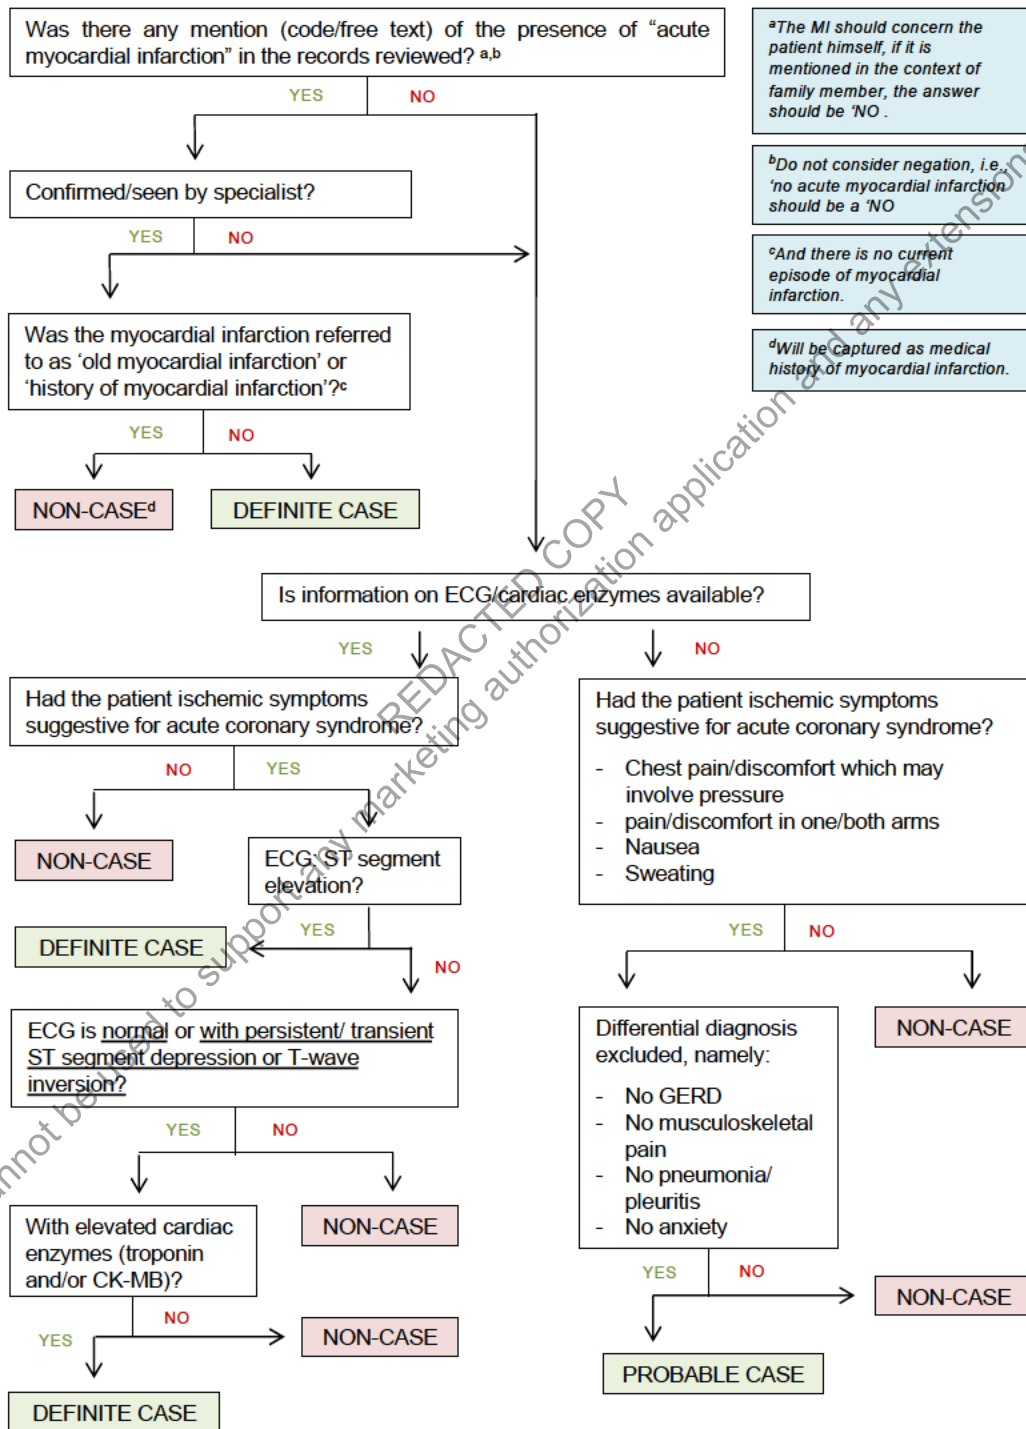 Was there any mention (code/free text) of the presence of “acute
myocardial infarction” in the records reviewed? a,b
YES
NO
aThe MI should concern the
patient himself, if it is
mentioned in the context of
family member, the answer
should be ‘NO .
bDo not consider negation, i.e.,
‘no acute myocardial infarction
should be a ‘NO
cAnd there is no current
episode of myocardial
infarction.
dWill be captured as medical
history of myocardial infarction.
Confirmed/seen by specialist?
YES
NO
Was the myocardial infarction referred
to as ‘old myocardial infarction’ or
‘history of myocardial infarction’?c
YES
NO
NON-CASEd
DEFINITE CASE
Is information on ECG/cardiac enzymes available?
YES
NO
Had the patient ischemic symptoms
suggestive for acute coronary syndrome?
NO
YES
NON-CASE
ECG: ST segment
elevation?
YES
NO
DEFINITE CASE
ECG is normal or with persistent/ transient
ST segment depression or T-wave
inversion?
YES
NO
With elevated cardiac
enzymes (troponin
and/or CK-MB)?
NON-CASE
NO
YES
NON-CASE
DEFINITE CASE
Had the patient ischemic symptoms
suggestive for acute coronary syndrome?
- Chest pain/discomfort which may
involve pressure
- pain/discomfort in one/both arms
- Nausea
- Sweating
YES
NO
Differential diagnosis
excluded, namely:
- No GERD
- No musculoskeletal
pain
- No pneumonia/
pleuritis
- No anxiety
NON-CASE
YES
NO
NON-CASE
PROBABLE CASE
REDACTED COPY
be used to support any marketing authorization application and any extensions